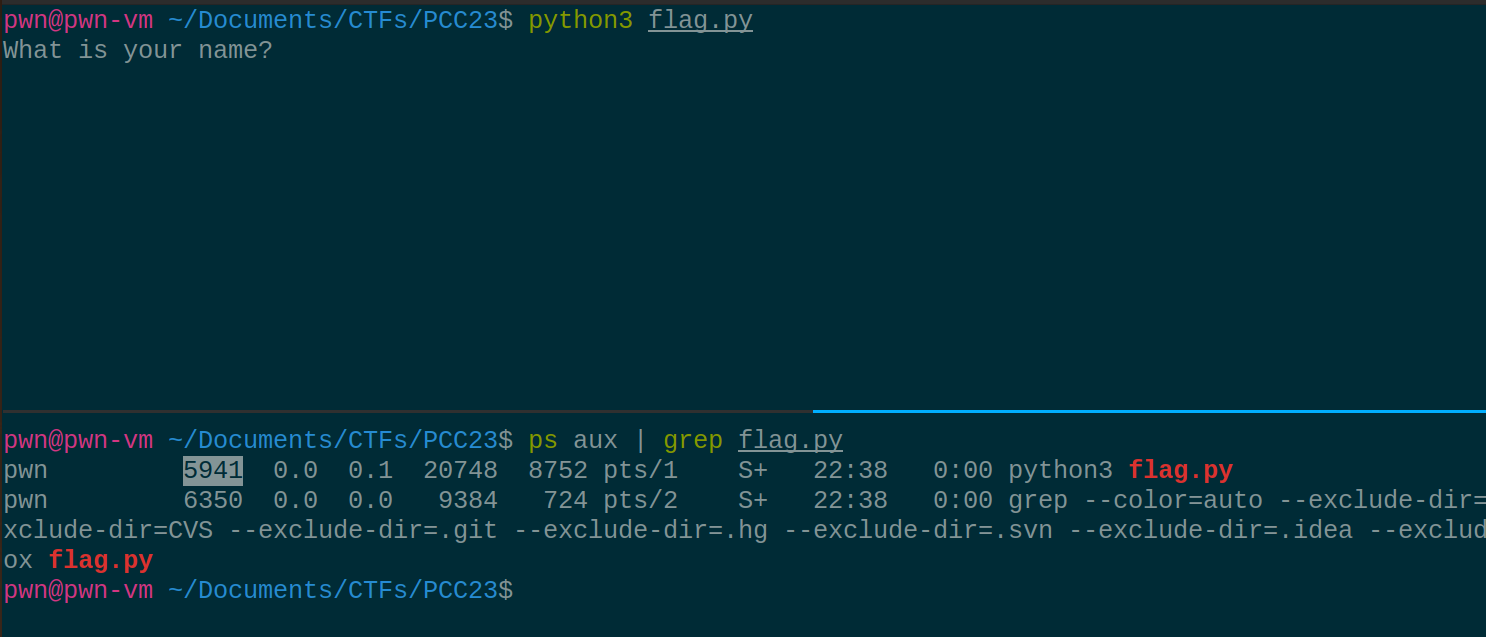 pwn@pwn-vm ~/Documents/CTFs/PCC23$ python3 flag.py
What is your name?
pwn@pwn-vm ~/Documents/CTFs/PCC23$ ps aux | grep flag.py
pwn         5941  0.0  0.1  20748  8752 pts/1    S+   22:38   0:00 python3 flag.py
pwn         6350  0.0  0.0   9384   724 pts/2    S+   22:38   0:00 grep --color=auto --exclude-dir=
xclude-dir=CVS --exclude-dir=.git --exclude-dir=.hg --exclude-dir=.svn --exclude-dir=.idea --exclud
ox flag.py
pwn@pwn-vm ~/Documents/CTFs/PCC23$